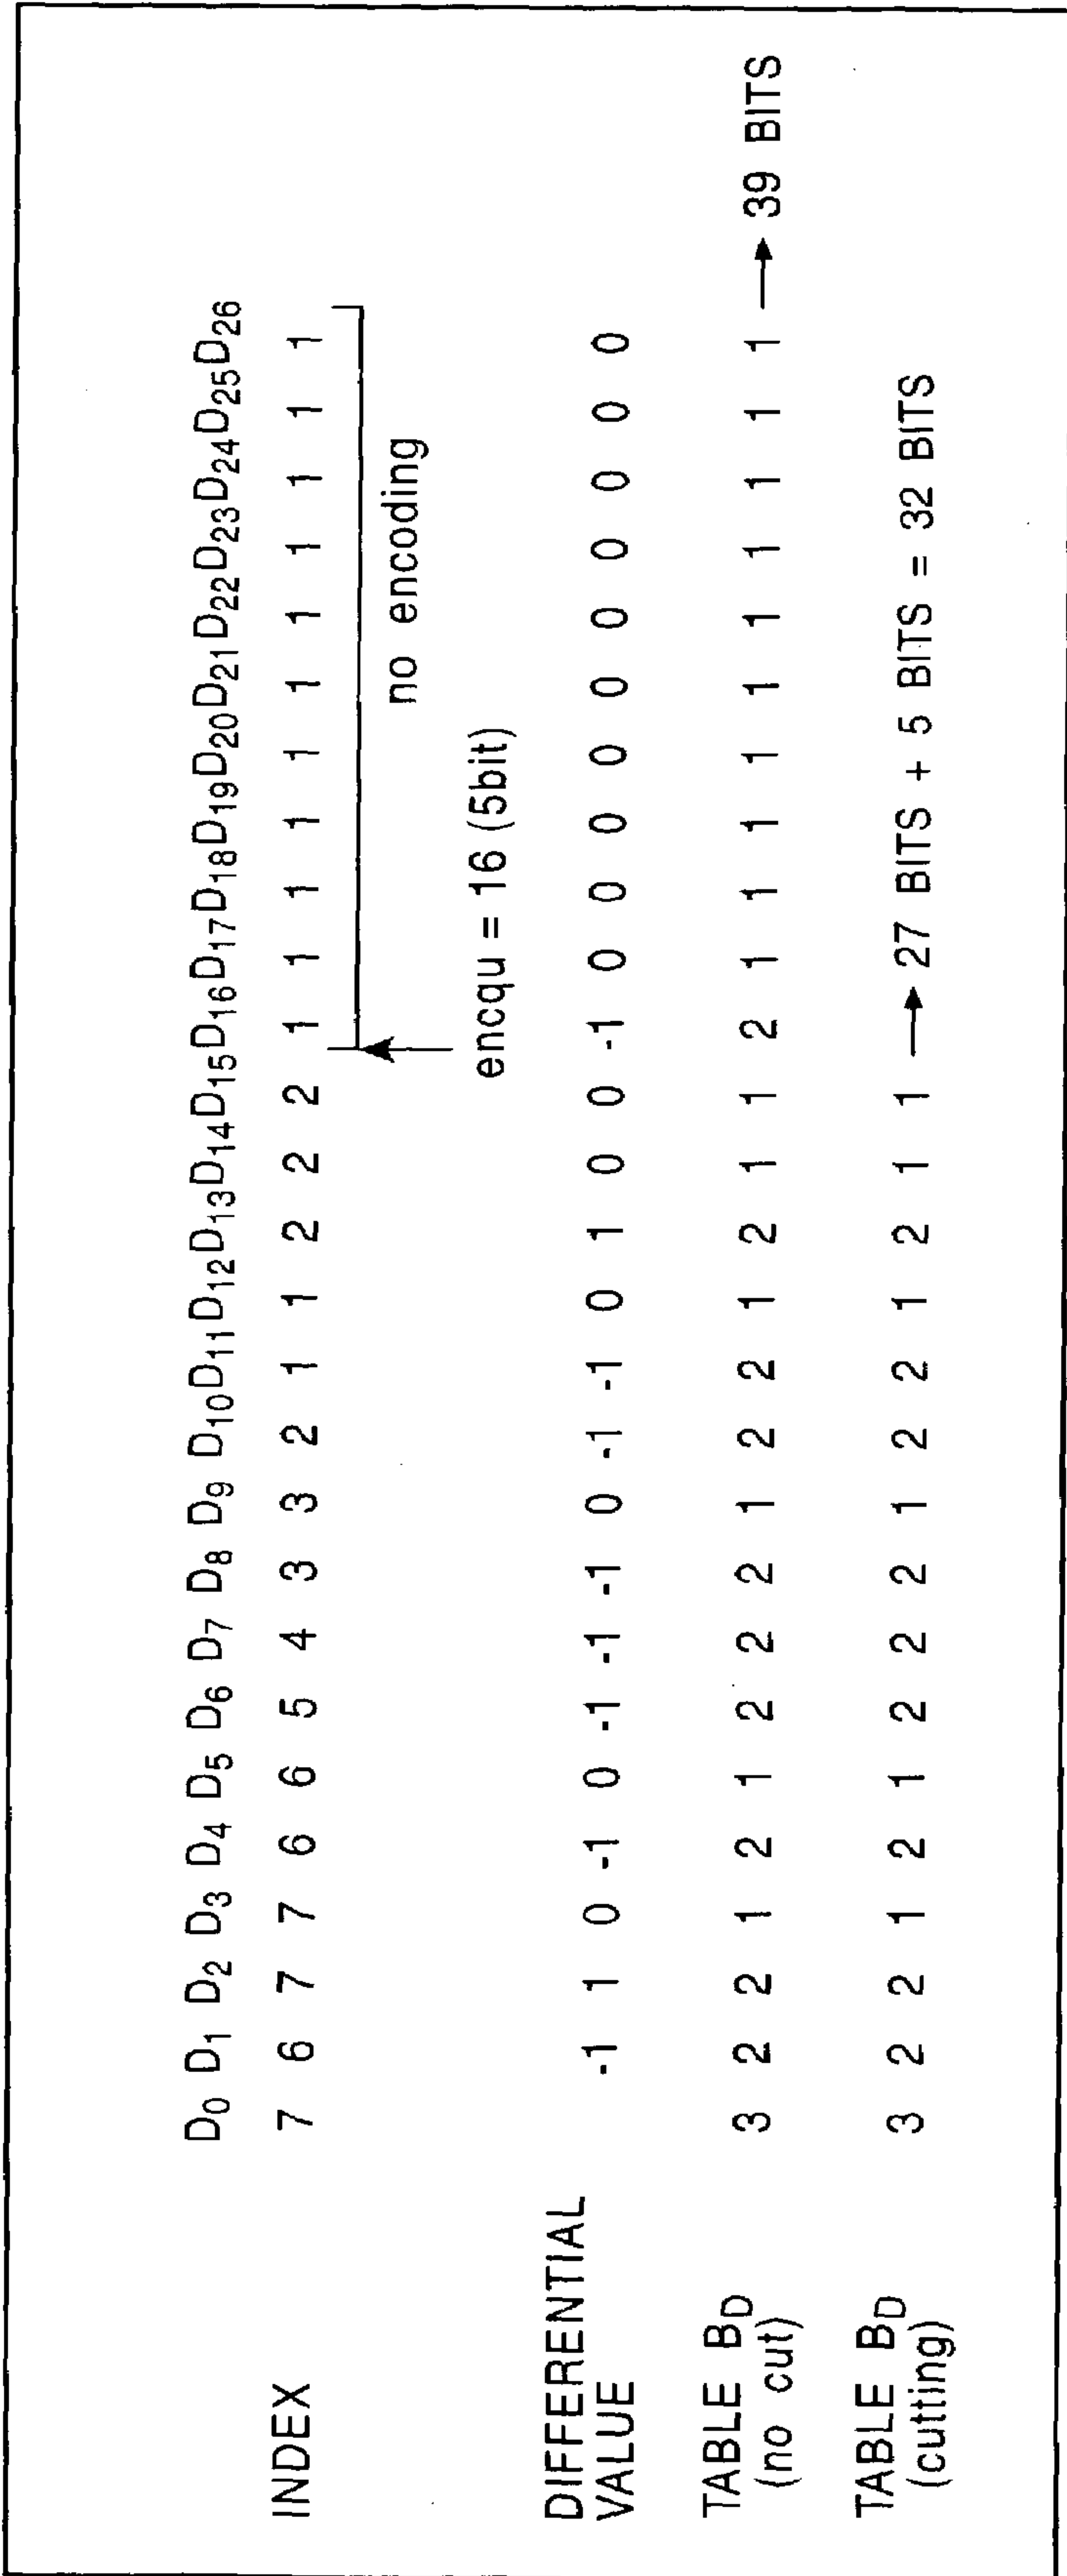 D₀ D₁ D₂ D₃ D₄ D₅ D₆ D₇ D₈ D₉ D₁₀ D₁₁ D₁₂ D₁₃ D₁₄ D₁₅ D₁₆ D₁₇ D₁₈ D₁₉ D₂₀ D₂₁ D₂₂ D₂₃ D₂₄ D₂₅ D₂₆
INDEX 7 6 7 7 6 6 5 4 3 3 2 1 1 2 2 2 1 1 1 1 1 1 1 1 1 1 1
no encoding
encqu = 16 (5bit)
DIFFERENTIAL
VALUE -1 1 0 -1 0 -1 -1 -1 0 -1 -1 0 1 0 0 -1 0 0 0 0 0 0 0 0 0 0
TABLE B_D 3 2 2 1 2 1 2 2 2 1 2 2 1 2 1 1 2 1 1 1 1 1 1 1 1 1 1 → 39 BITS
(no cut)
TABLE B_D 3 2 2 1 2 1 2 2 2 1 2 2 1 2 1 1 → 27 BITS + 5 BITS = 32 BITS
(cutting)